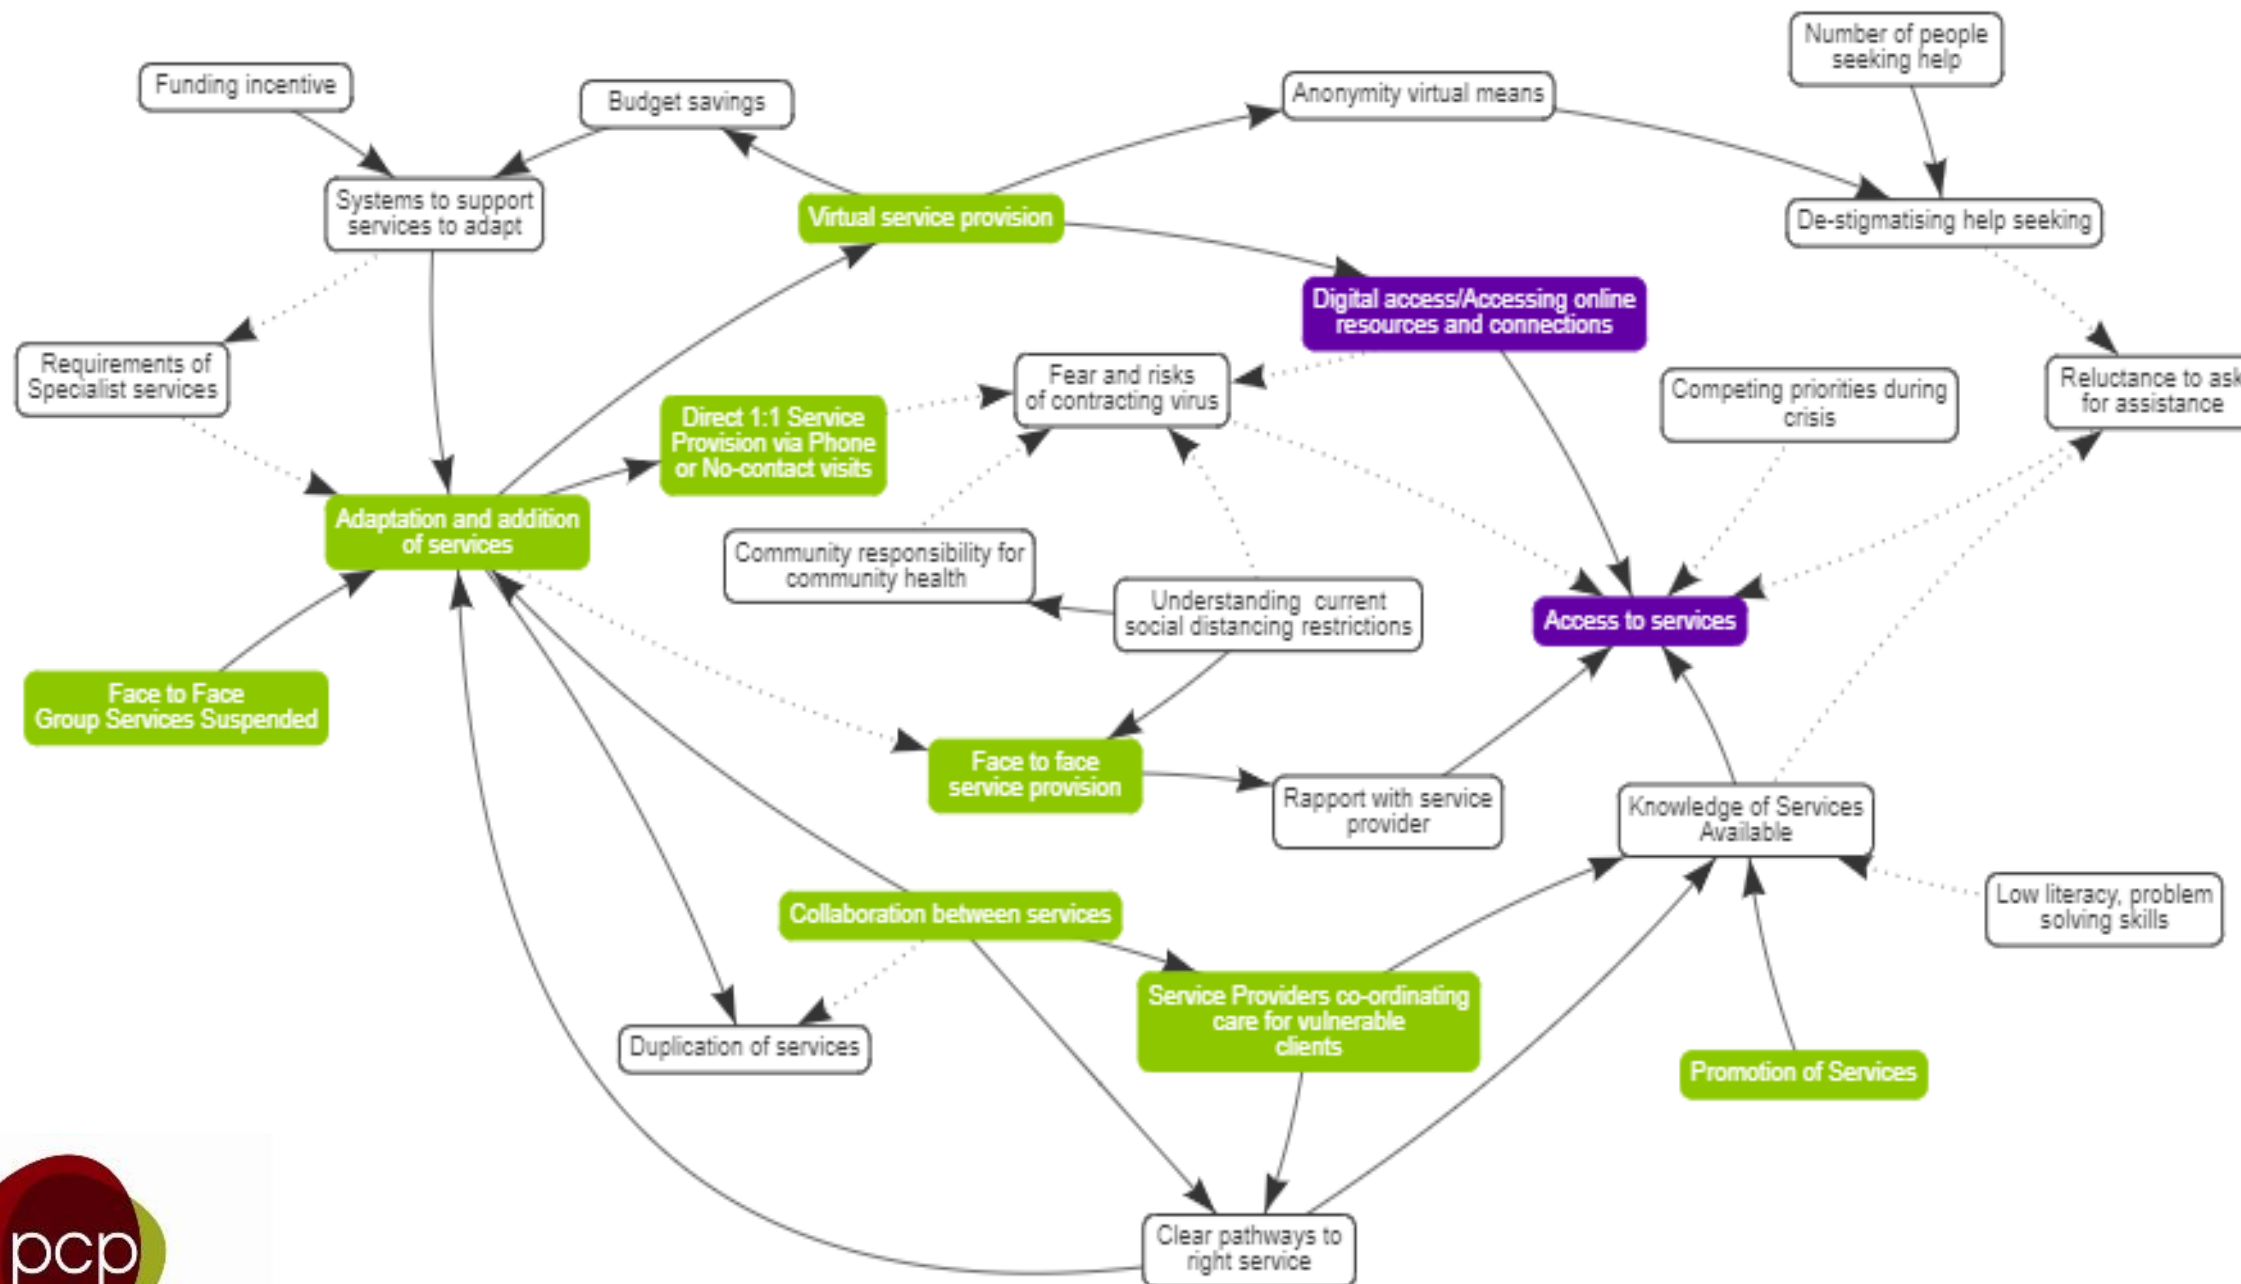 Number of people
seeking help
Funding incentive
Budget savings
Anonymity virtual means
Systems to support
services to adapt
Virtual service provision
De-stigmatising help seeking
Digital access/Accessing online
resources and connections
Requirements of
Specialist services
Fear and risks
of contracting virus
Competing priorities during
crisis
Reluctance to ask
for assistance
Direct 1:1 Service
Provision via Phone
or No-contact visits
Adaptation and addition
of services
Community responsibility for
community health
Understanding current
social distancing restrictions
Access to services
Face to Face
Group Services Suspended
Face to face
service provision
Rapport with service
provider
Knowledge of Services
Available
Low literacy, problem
solving skills
Collaboration between services
Service Providers co-ordinating
care for vulnerable
clients
Duplication of services
Promotion of Services
Clear pathways to
right service
pcp